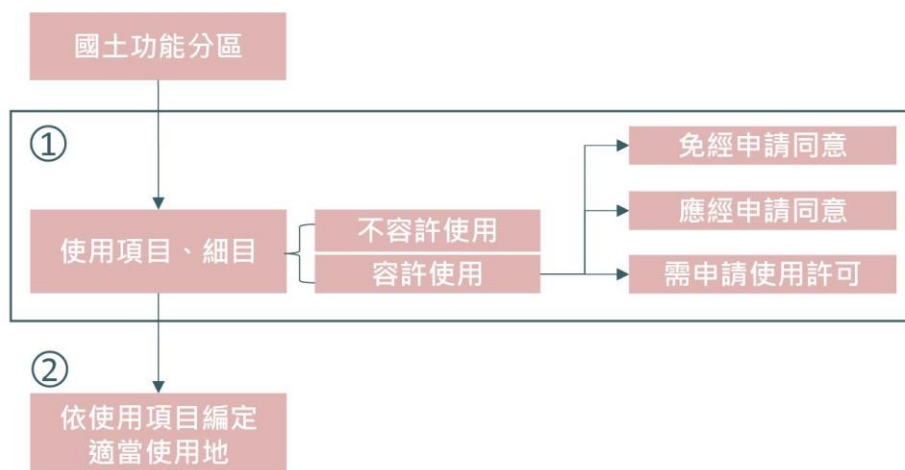 國土功能分區
①
免經申請同意
應經申請同意
使用項目、細目
不容許使用
容許使用
需申請使用許可
②
依使用項目編定
適當使用地